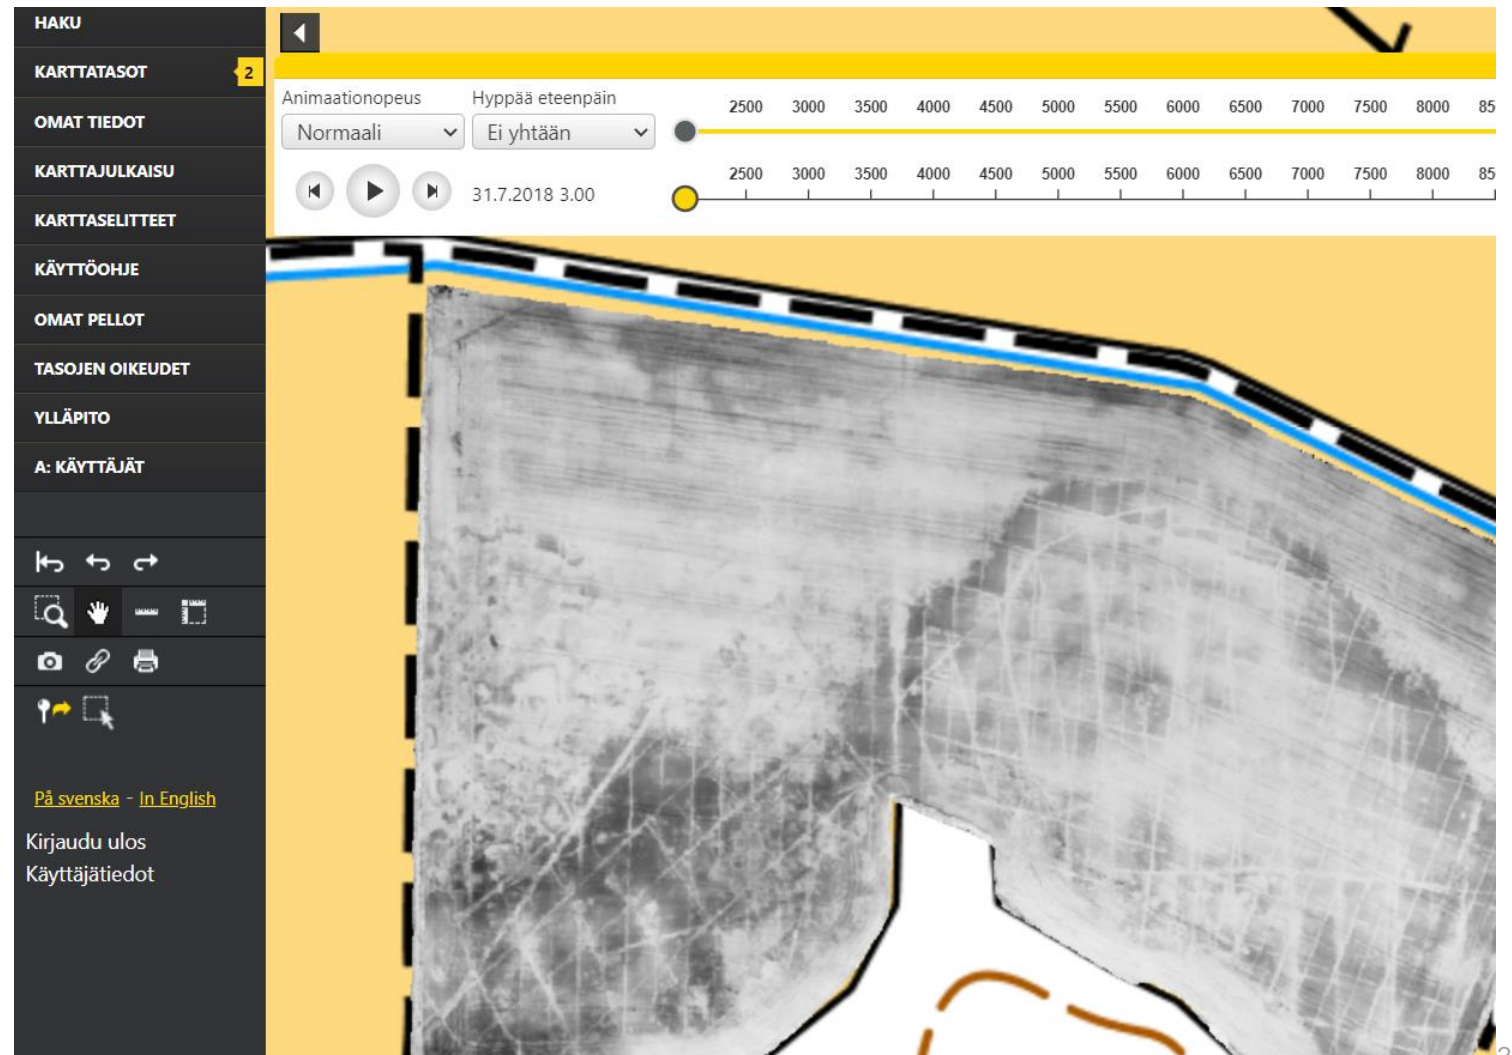 HAKU
KARTTATASOT 2
OMAT TIEDOT
KARTTAJULKAISU
KARTTASELITTEET
KÄYTTÖOHJE
OMAT PELLOT
TASOJEN OIKEUDET
YLLÄPITO
A: KÄYTTÄJÄT
På svenska - In English
Kirjaudu ulos
Käyttäjätiedot
Animaationopeus Hyppää eteenpäin
Normaali Ei yhtään
2500 3000 3500 4000 4500 5000 5500 6000 6500 7000 7500 8000 85
31.7.2018 3.00
2500 3000 3500 4000 4500 5000 5500 6000 6500 7000 7500 8000 85